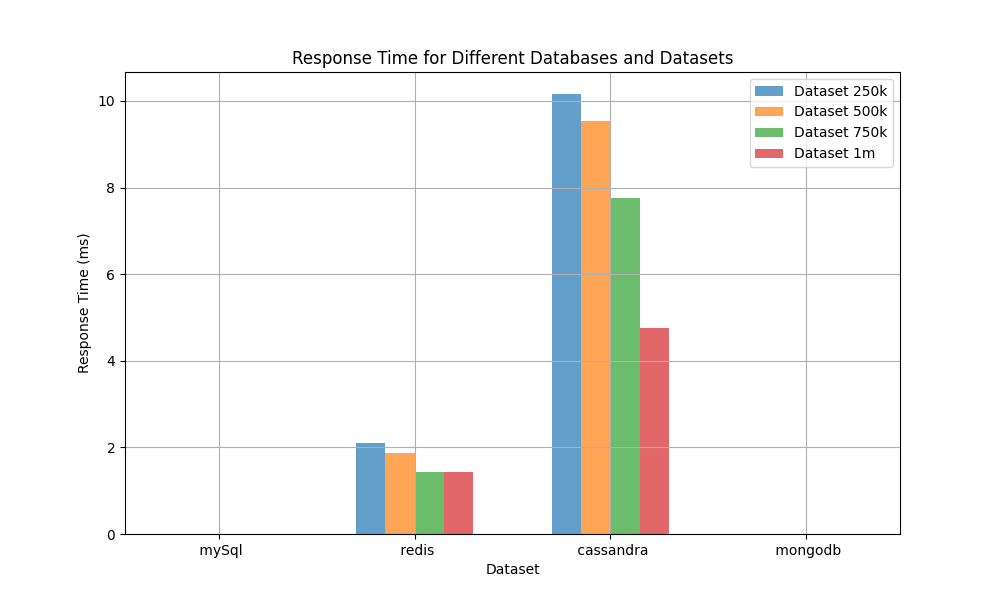 Response Time for Different Databases and Datasets
Dataset 250k
Dataset 500k
Dataset 750k
Dataset 1m
Response Time (ms)
10
8
6
4
2
0
mySql redis cassandra mongodb
Dataset